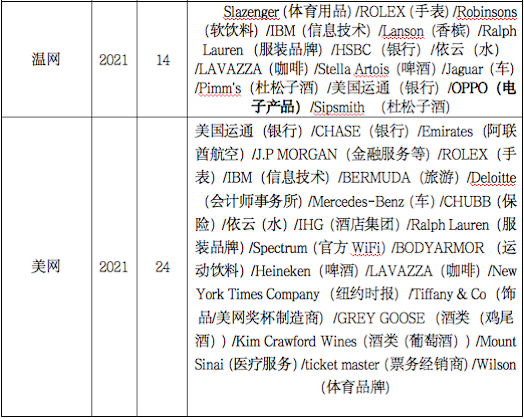 Slazenger (体育用品) /ROLEX (手表) /Robinsons
(软饮料) /IBM (信息技术) /Lanson (香槟) /Ralph
Lauren (服装品牌) /HSBC (银行) /依云 (水)
/LAVAZZA (咖啡) /Stella Artois (啤酒) /Jaguar (车)
/Pimm's (杜松子酒) /美国运通 (银行) /OPPO (电
子产品) /Sipsmith (杜松子酒)
温网 2021 14
美国运通 (银行) /CHASE (银行) /Emirates (阿联
酋航空) /J.P MORGAN (金融服务等) /ROLEX (手
表) /IBM (信息技术) /BERMUDA (旅游) /Deloitte
(会计师事务所) /Mercedes-Benz (车) /CHUBB (保
险) /依云 (水) /IHG (酒店集团) /Ralph Lauren (服
装品牌) /Spectrum (官方 WiFi) /BODYARMOR (运
动饮料) /Heineken (啤酒) /LAVAZZA (咖啡) /New
York Times Company (纽约时报) /Tiffany & Co (饰
品/美网奖杯制造商) /GREY GOOSE (酒类 (鸡尾
酒) ) /Kim Crawford Wines (酒类 (葡萄酒) ) /Mount
Sinai (医疗服务) /ticket master (票务经销商) /Wilson
(体育品牌)
美网 2021 24